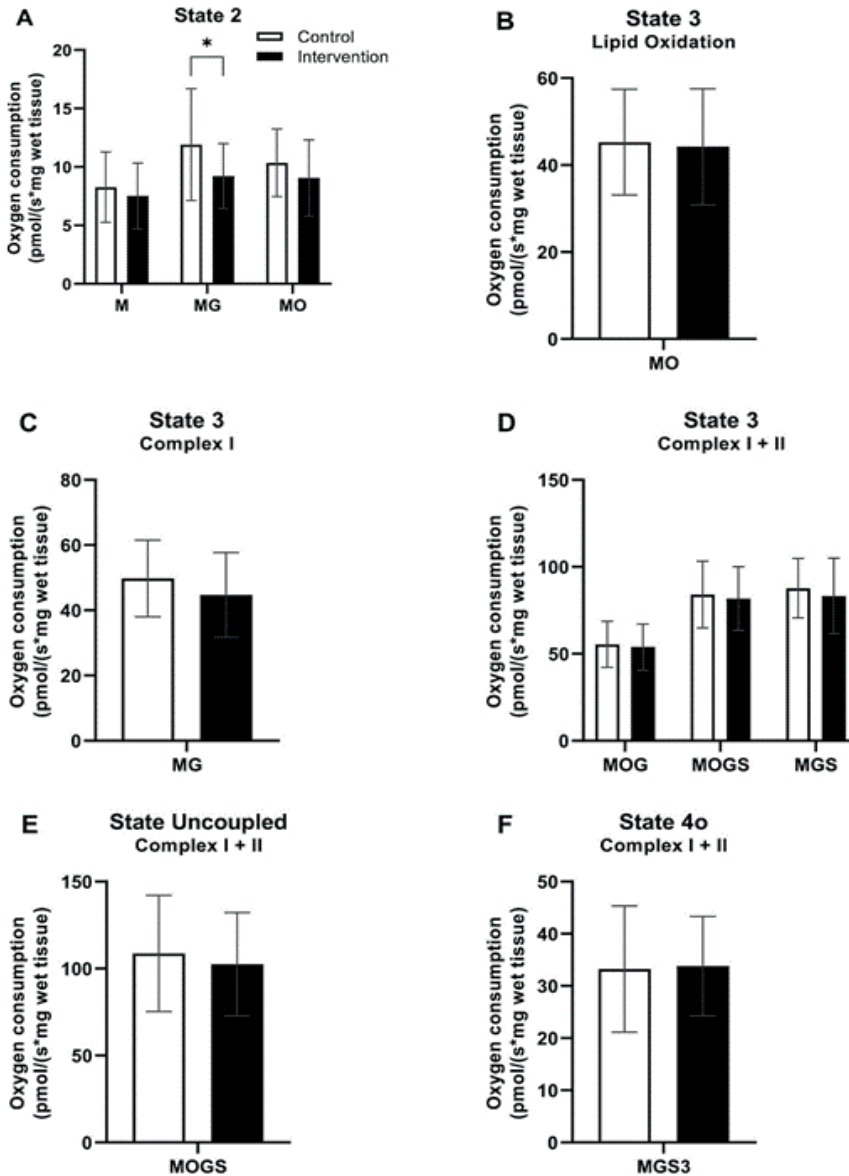 A
State 2
*
Control
Intervention
Oxygen consumption
(pmol/(s*mg wet tissue)
20
15
10
5
0
M MG MO
B
State 3
Lipid Oxidation
Oxygen consumption
(pmol/(s*mg wet tissue)
60
40
20
0
MO
C
State 3
Complex I
Oxygen consumption
(pmol/(s*mg wet tissue)
80
60
40
20
0
MG
D
State 3
Complex I + II
Oxygen consumption
(pmol/(s*mg wet tissue)
150
100
50
0
MOG MOGS MGS
E
State Uncoupled
Complex I + II
Oxygen consumption
(pmol/(s*mg wet tissue)
150
100
50
0
MOGS
F
State 4o
Complex I + II
Oxygen consumption
(pmol/(s*mg wet tissue)
50
40
30
20
10
0
MGS3